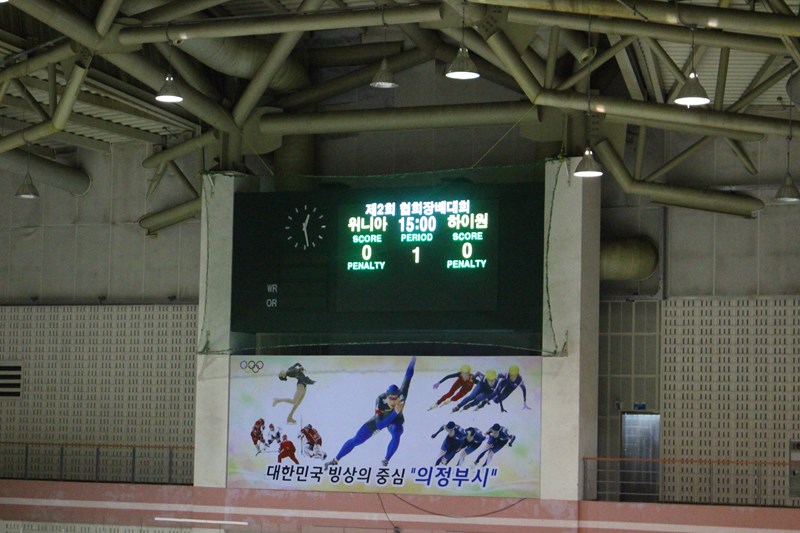 제2회 협회장배대회
위니아 15:00 하이원
SCORE PERIOD SCORE
0 1 0
PENALTY PENALTY
WR
OR
대한민국 빙상의 중심 "의정부시"